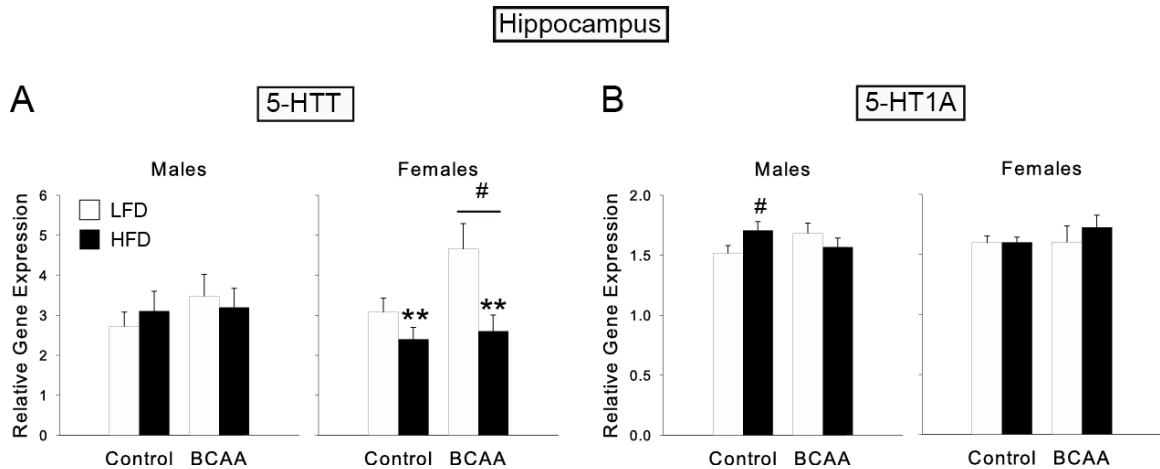 Hippocampus
A
5-HTT
B
5-HT1A
Males
Females
Males
Females
Relative Gene Expression
6
5
4
3
2
1
0
LFD
HFD
**
#
**
Control BCAA
Control BCAA
Relative Gene Expression
2.0
1.5
1.0
0.5
0.0
#
Control BCAA
Control BCAA